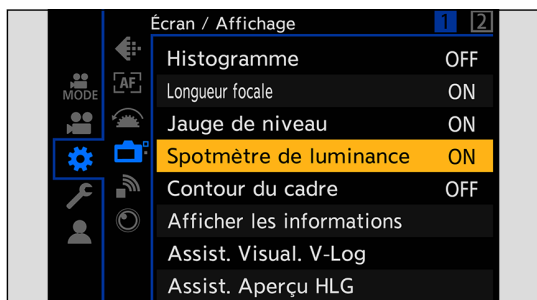 Écran / Affichage 1 2
Histogramme OFF
Longueur focale ON
Jauge de niveau ON
Spotmètre de luminance ON
Contour du cadre OFF
Afficher les informations
Assist. Visual. V-Log
Assist. Aperçu HLG
MODE
AF